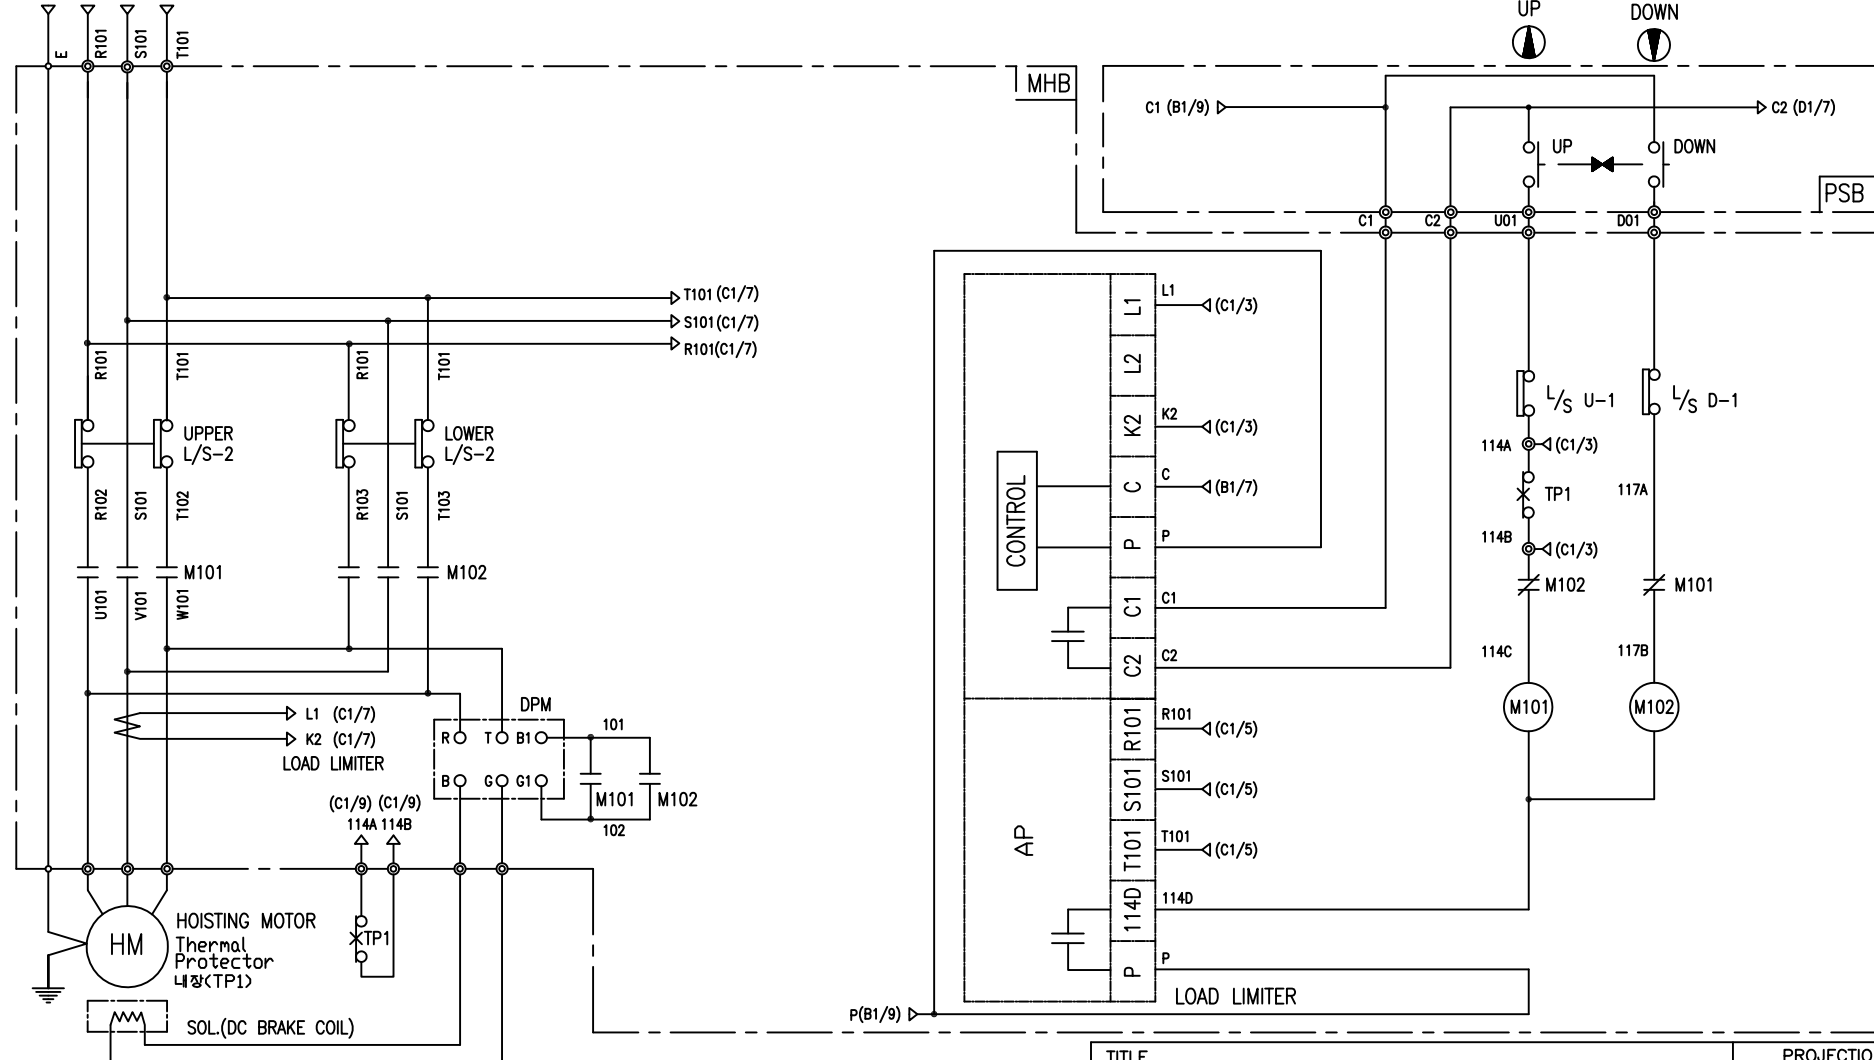 UP
DOWN
E
R101
S101
T101
MHB
C1 (B1/9)
C2 (D1/7)
UP
DOWN
PSB
C1
C2
U01
D01
T101 (C1/7)
S101(C1/7)
R101(C1/7)
R101
T101
R101
T101
UPPER
L/S-2
LOWER
L/S-2
R102
S101
T102
R103
S101
T103
M101
M102
U101
V101
W101
L1 (C1/7)
K2 (C1/7)
LOAD LIMITER
DPM
R
T
B1
B
G
G1
101
102
M101
M102
(C1/9) (C1/9)
114A 114B
HM
HOISTING MOTOR
Thermal
Protector
내장(TP1)
TP1
SOL.(DC BRAKE COIL)
CONTROL
AP
L1
L2
K2
C
P
C1
C2
R101
S101
T101
114D
P
L1
(C1/3)
K2
(C1/3)
C
(B1/7)
P
C1
C2
R101
(C1/5)
S101
(C1/5)
T101
(C1/5)
114D
P
LOAD LIMITER
P(B1/9)
L/S U-1
L/S D-1
114A
(C1/3)
TP1
117A
114B
(C1/3)
M102
M101
114C
117B
M101
M102
TITLE
PROJECTIO